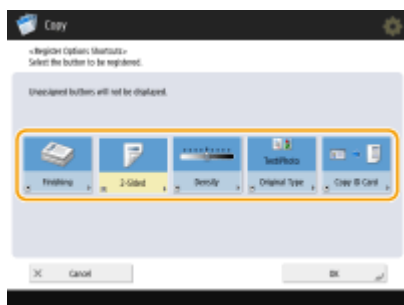 Copy
<Register Options Shortcuts>
Select the button to be registered.
Unassigned buttons will not be displayed.
Text/Photo
Finishing
2-Sided
Density
Original Type
Copy ID Card
Cancel
OK